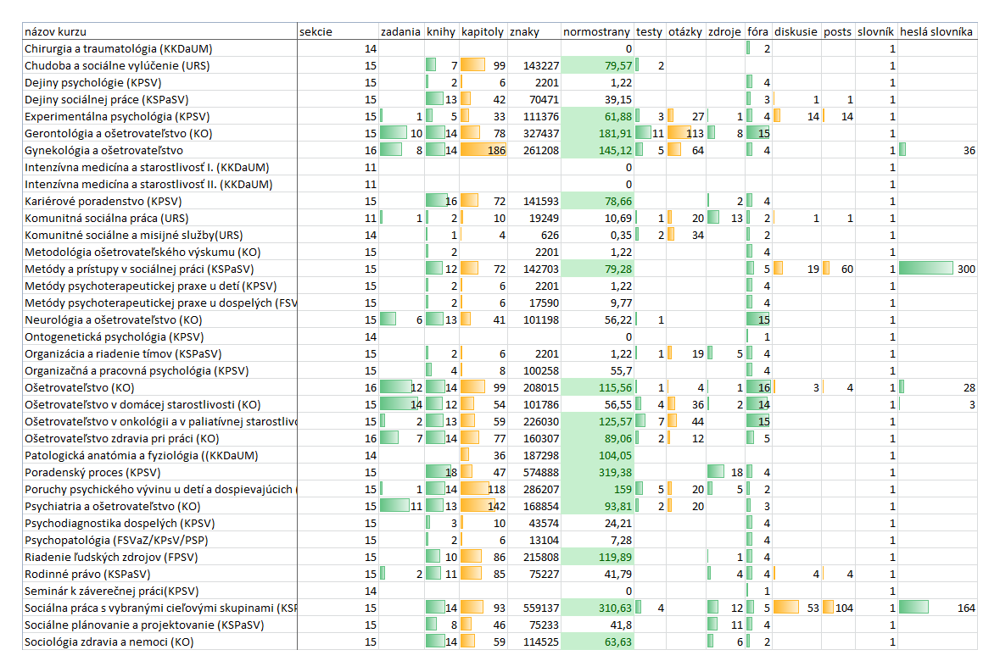 názov kurzu sekcie zadania knihy kapitoly znaky normostrany testy otázky zdroje fóra diskusie posts slovník heslá slovníka
Chirurgia a traumatológia (KKDaUM) 14 0 2 1
Chudoba a sociálne vylúčenie (URS) 15 7 99 143227 79,57 2 1
Dejiny psychológie (KPSV) 15 2 6 2201 1,22 4 1
Dejiny sociálnej práce (KSPaSV) 15 13 42 70471 39,15 3 1 1 1
Experimentálna psychológia (KPSV) 15 1 5 33 111376 61,88 3 27 1 4 14 14 1
Gerontológia a ošetrovateľstvo (KO) 15 10 14 78 327437 181,91 11 113 8 15 1
Gynekológia a ošetrovateľstvo 16 8 14 186 261208 145,12 5 64 4 1 36
Intenzívna medicína a starostlivosť I. (KKDaUM) 11 0 1
Intenzívna medicína a starostlivosť II. (KKDaUM) 11 0 1
Kariérové poradenstvo (KPSV) 15 16 72 141593 78,66 2 4 1
Komunitná sociálna práca (URS) 11 1 2 10 19249 10,69 1 20 13 2 1 1 1
Komunitné sociálne a misijné služby(URS) 14 1 4 626 0,35 2 34 2 1
Metodológia ošetrovateľského výskumu (KO) 15 2 2201 1,22 4 1
Metódy a prístupy v sociálnej práci (KSPaSV) 15 12 72 142703 79,28 5 19 60 1 300
Metódy psychoterapeutickej praxe u detí (KPSV) 15 2 6 2201 1,22 4 1
Metódy psychoterapeutickej praxe u dospelých (FSV 15 2 6 17590 9,77 4 1
Neurológia a ošetrovateľstvo (KO) 15 6 13 41 101198 56,22 1 15 1
Ontogenetická psychológia (KPSV) 14 0 1 1
Organizácia a riadenie tímov (KSPaSV) 15 2 6 2201 1,22 1 19 5 4 1
Organizačná a pracovná psychológia (KPSV) 15 4 8 100258 55,7 4 1
Ošetrovateľstvo (KO) 16 12 14 99 208015 115,56 1 4 1 16 3 4 1 28
Ošetrovateľstvo v domácej starostlivosti (KO) 15 14 12 54 101786 56,55 4 36 2 14 1 3
Ošetrovateľstvo v onkológii a v paliatívnej starostlivo 15 2 13 59 226030 125,57 7 44 15 1
Ošetrovateľstvo zdravia pri práci (KO) 16 7 14 77 160307 89,06 2 12 5 1
Patologická anatómia a fyziológia ((KKDaUM) 14 36 187298 104,05 1
Poradenský proces (KPSV) 15 18 47 574888 319,38 18 4 1
Poruchy psychického vývinu u detí a dospievajúcich ( 15 1 14 118 286207 159 5 20 5 2 1
Psychiatria a ošetrovateľstvo (KO) 15 11 13 142 168854 93,81 2 20 3 1
Psychodiagnostika dospelých (KPSV) 15 3 10 43574 24,21 4 1
Psychopatológia (FSVaZ/KPsV/PSP) 15 2 6 13104 7,28 4 1
Riadenie ľudských zdrojov (FPSV) 15 10 86 215808 119,89 1 4 1
Rodinné právo (KSPaSV) 15 2 11 85 75227 41,79 4 4 4 4 1
Seminár k záverečnej práci(KPSV) 14 0 1 1
Sociálna práca s vybranými cieľovými skupinami (KSP 15 14 93 559137 310,63 4 12 5 53 104 1 164
Sociálne plánovanie a projektovanie (KSPaSV) 15 8 46 75233 41,8 11 4 1
Sociológia zdravia a nemoci (KO) 15 14 59 114525 63,63 6 2 1